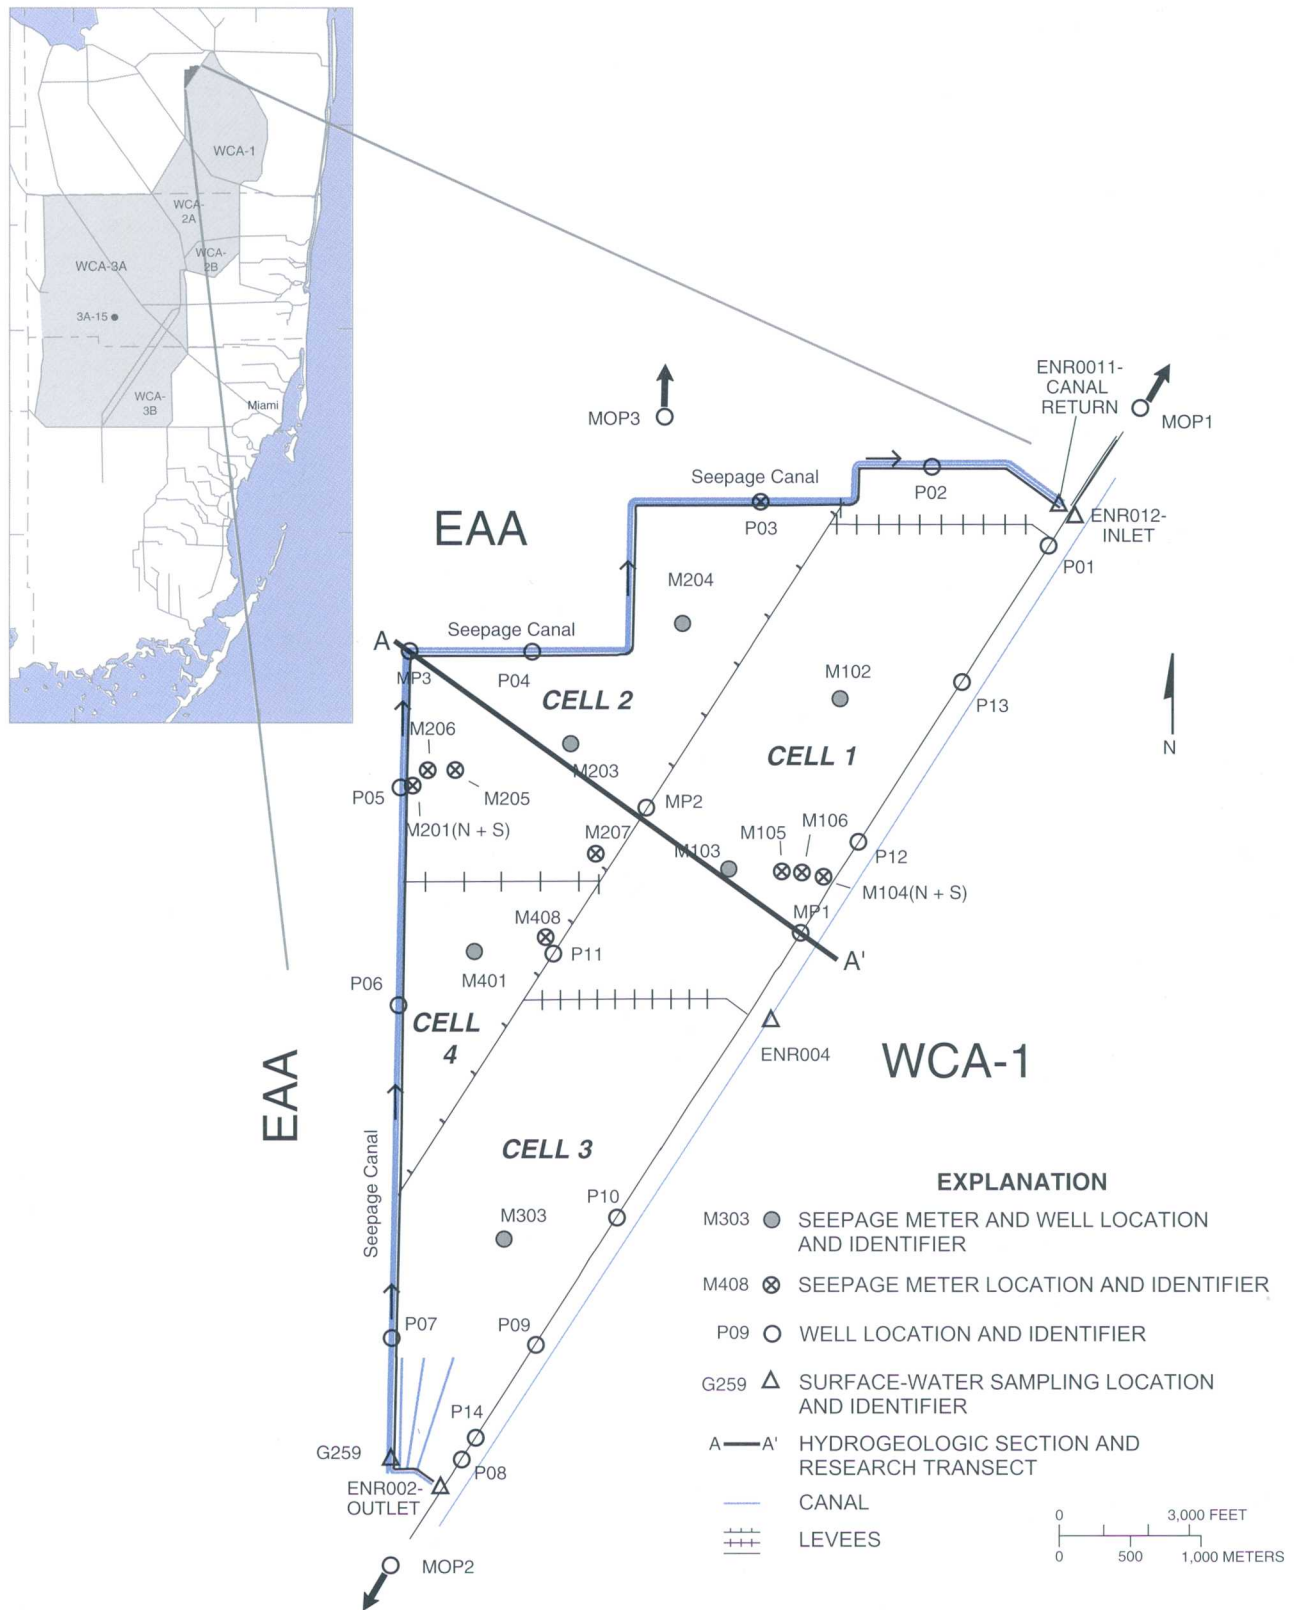 WCA-1
WCA-
2A
WCA-
2B
WCA-3A
3A-15
WCA-
3B
Miami
ENR0011-
CANAL
RETURN
MOP3
MOP1
Seepage Canal
P02
P03
ENR012-
INLET
EAA
P01
M204
A
Seepage Canal
MP3
P04
M102
P13
CELL 2
M206
M203
CELL 1
N
P05
M205
MP2
M201(N + S)
M207
M105
M106
M103
P12
M104(N + S)
MP1
M408
P11
A'
M401
P06
CELL
4
ENR004
WCA-1
EAA
CELL 3
Seepage Canal
P10
M303
P07
P09
P14
G259
P08
ENR002-
OUTLET
MOP2
EXPLANATION
M303 SEEPAGE METER AND WELL LOCATION
AND IDENTIFIER
M408 SEEPAGE METER LOCATION AND IDENTIFIER
P09 WELL LOCATION AND IDENTIFIER
G259 SURFACE-WATER SAMPLING LOCATION
AND IDENTIFIER
A A' HYDROGEOLOGIC SECTION AND
RESEARCH TRANSECT
CANAL
LEVEES
0 3,000 FEET
0 500 1,000 METERS